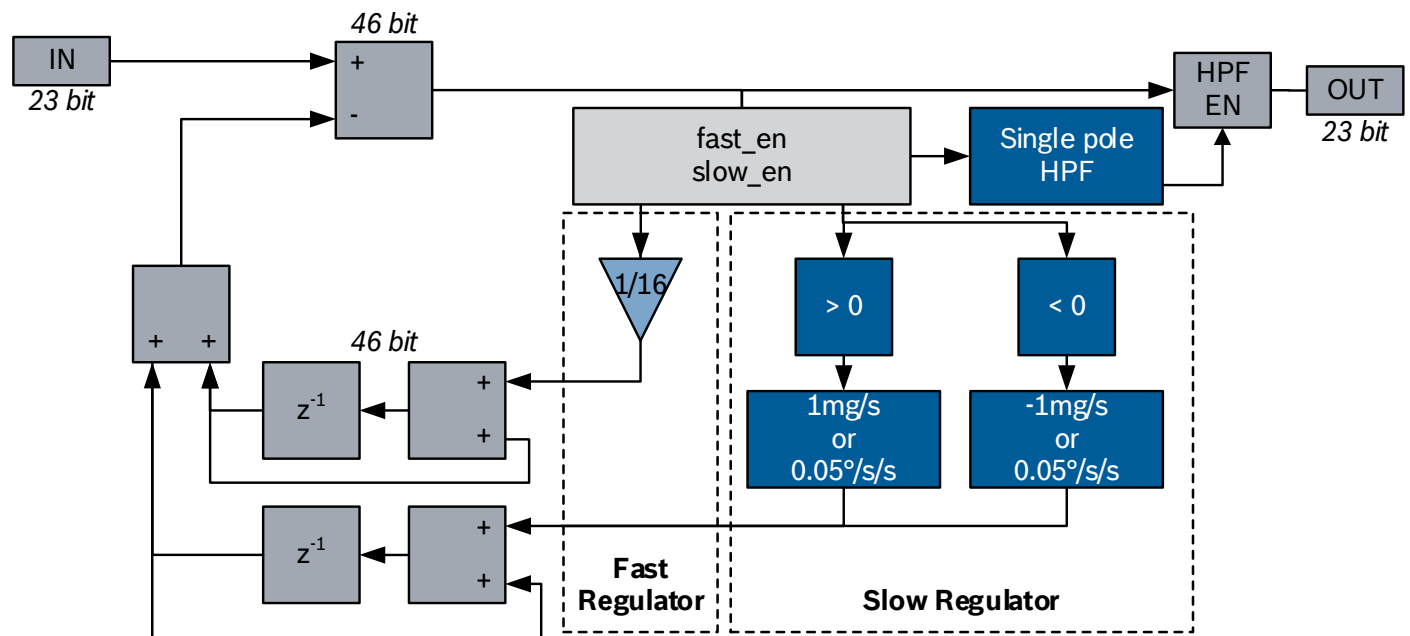 46 bit
IN
23 bit
+
-
HPF
EN
OUT
23 bit
fast_en
slow_en
Single pole
HPF
1/16
> 0
< 0
+ +
46 bit
z-1
+
+
1mg/s
or
0.05°/s/s
-1mg/s
or
0.05°/s/s
z-1
+
+
Fast
Regulator
Slow Regulator